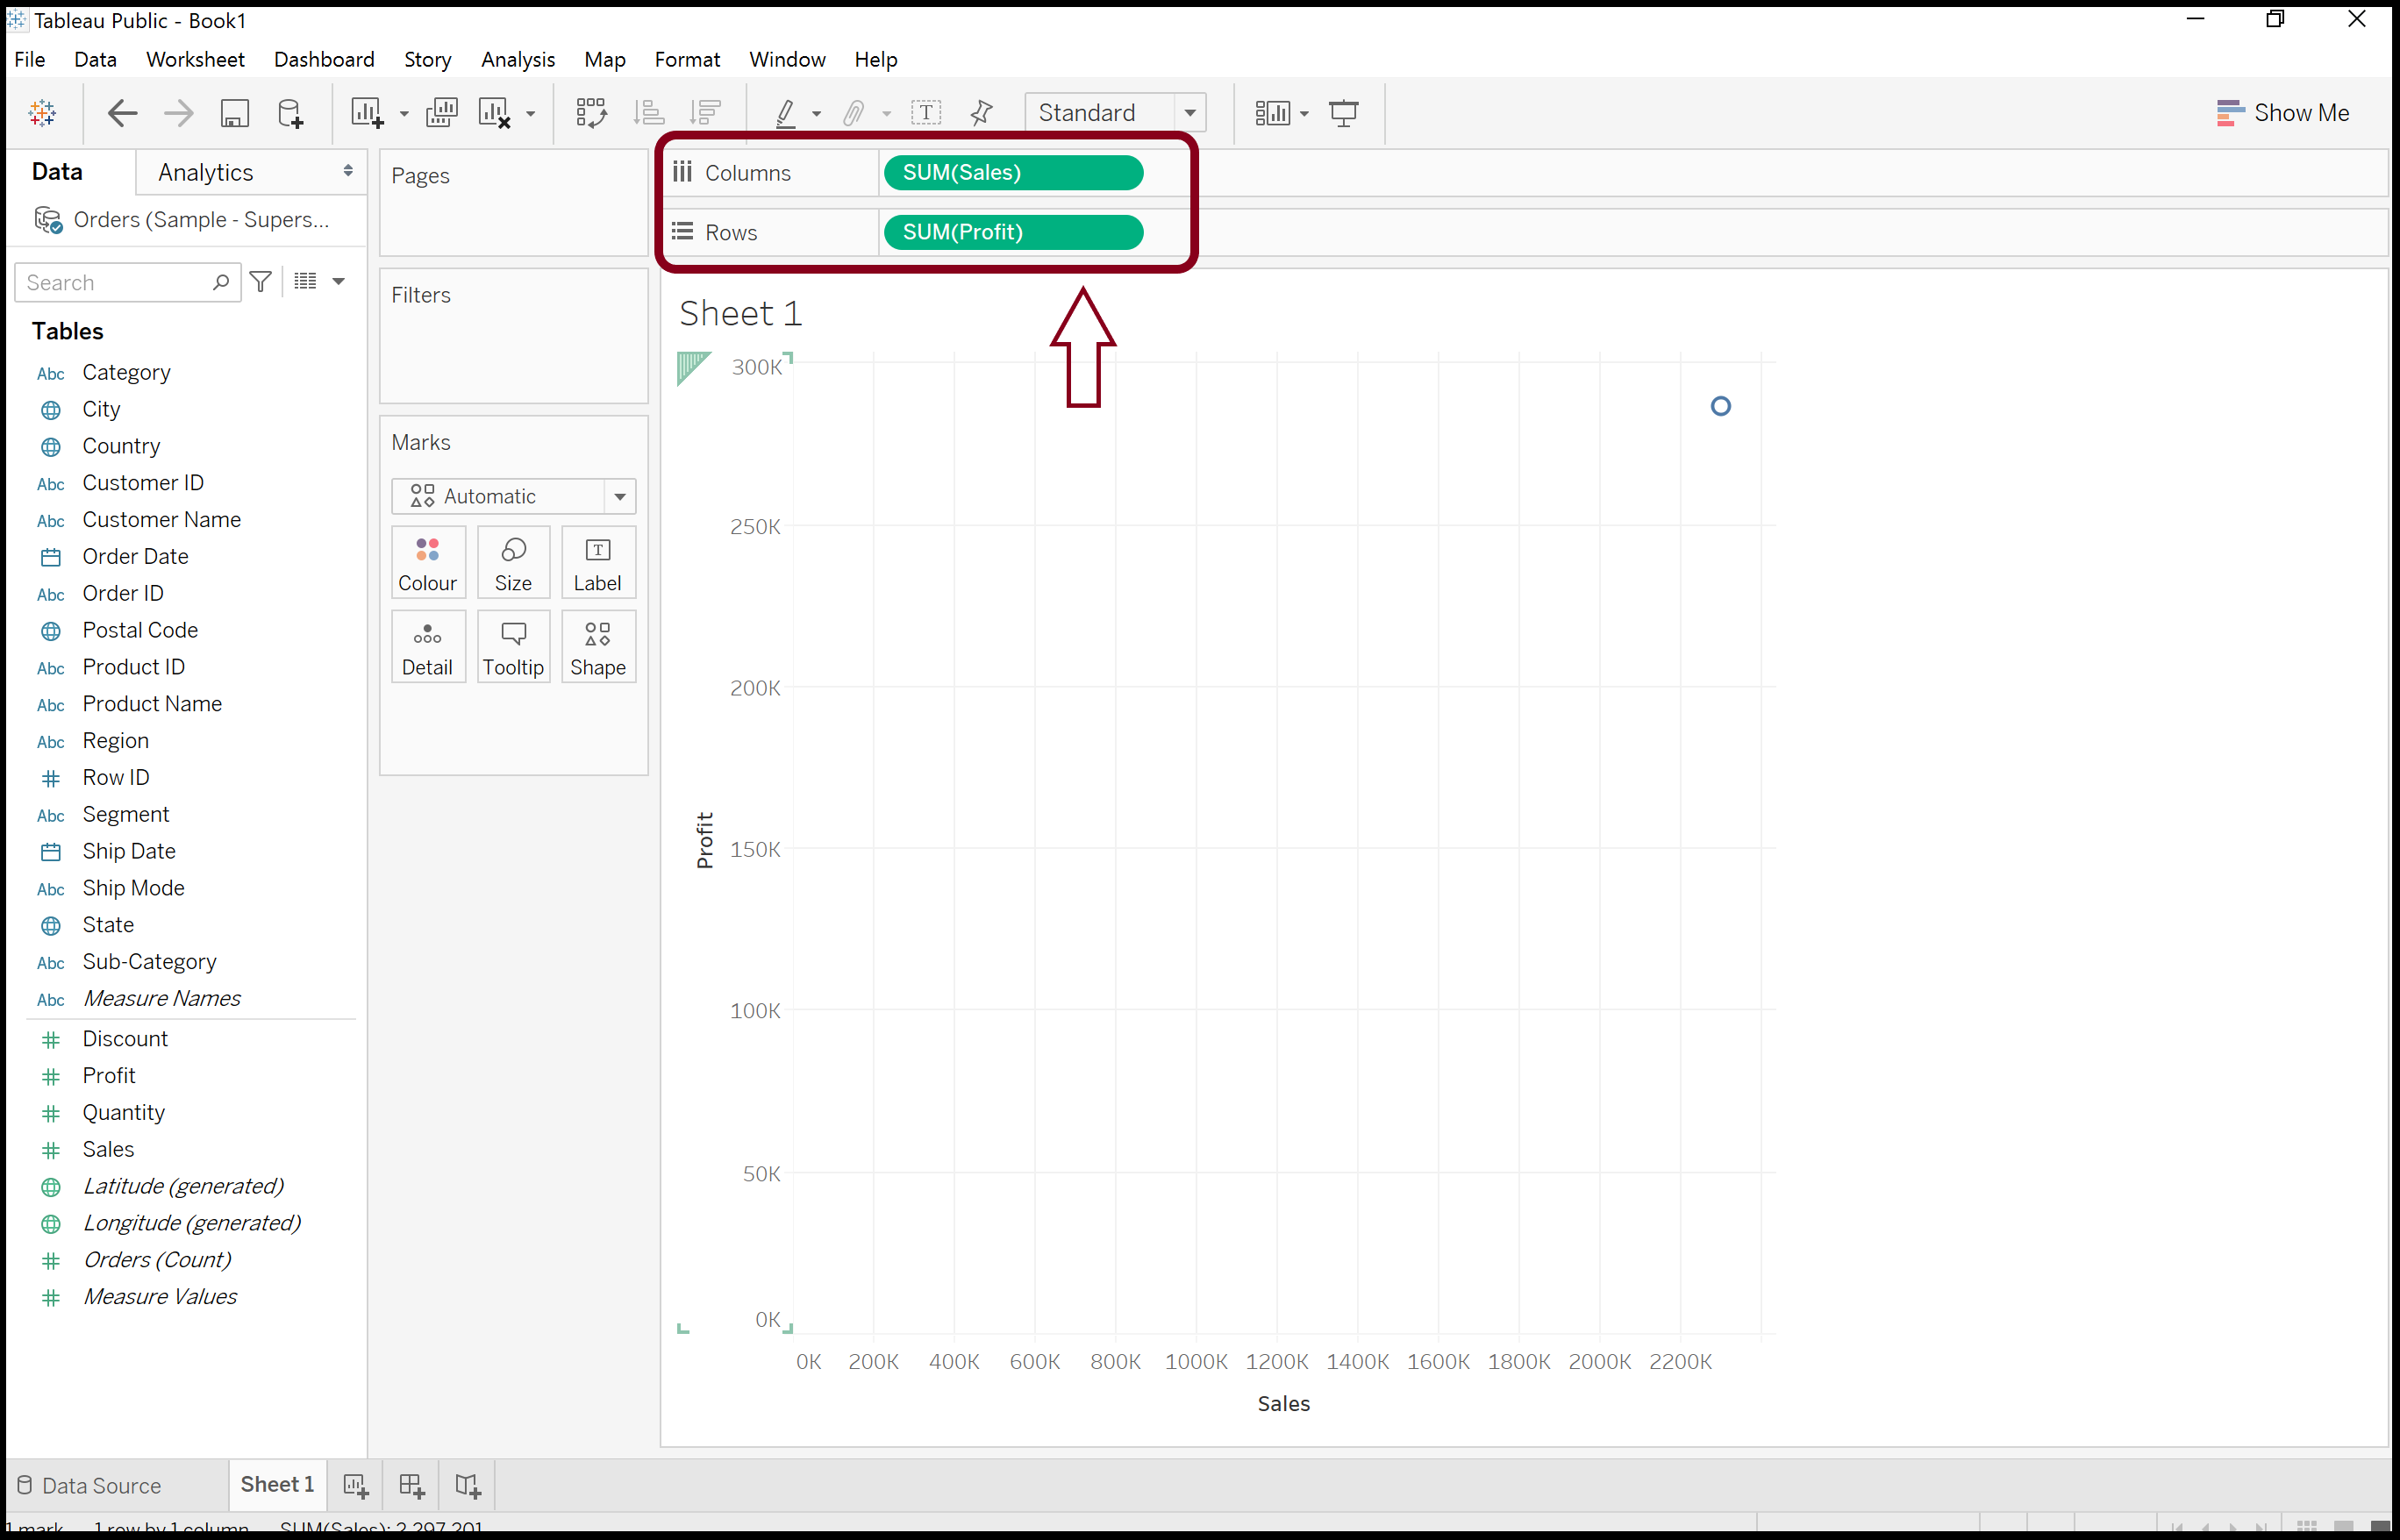 Tableau Public - Book1
File Data Worksheet Dashboard Story Analysis Map Format Window Help
Standard
Show Me
Data Analytics
Orders (Sample - Supers...
Search
Tables
Abc Category
City
Country
Abc Customer ID
Abc Customer Name
Order Date
Abc Order ID
Postal Code
Abc Product ID
Abc Product Name
Abc Region
Row ID
Abc Segment
Ship Date
Abc Ship Mode
State
Abc Sub-Category
Abc Measure Names
Discount
Profit
Quantity
Sales
Latitude (generated)
Longitude (generated)
Orders (Count)
Measure Values
Pages
Filters
Marks
Automatic
Colour Size Label
Detail Tooltip Shape
Columns SUM(Sales)
Rows SUM(Profit)
Sheet 1
300K
250K
200K
150K
100K
50K
0K
Profit
0K 200K 400K 600K 800K 1000K 1200K 1400K 1600K 1800K 2000K 2200K
Sales
Data Source Sheet 1
1 mark 1 row by 1 column SUM(Sales): 2,297,201